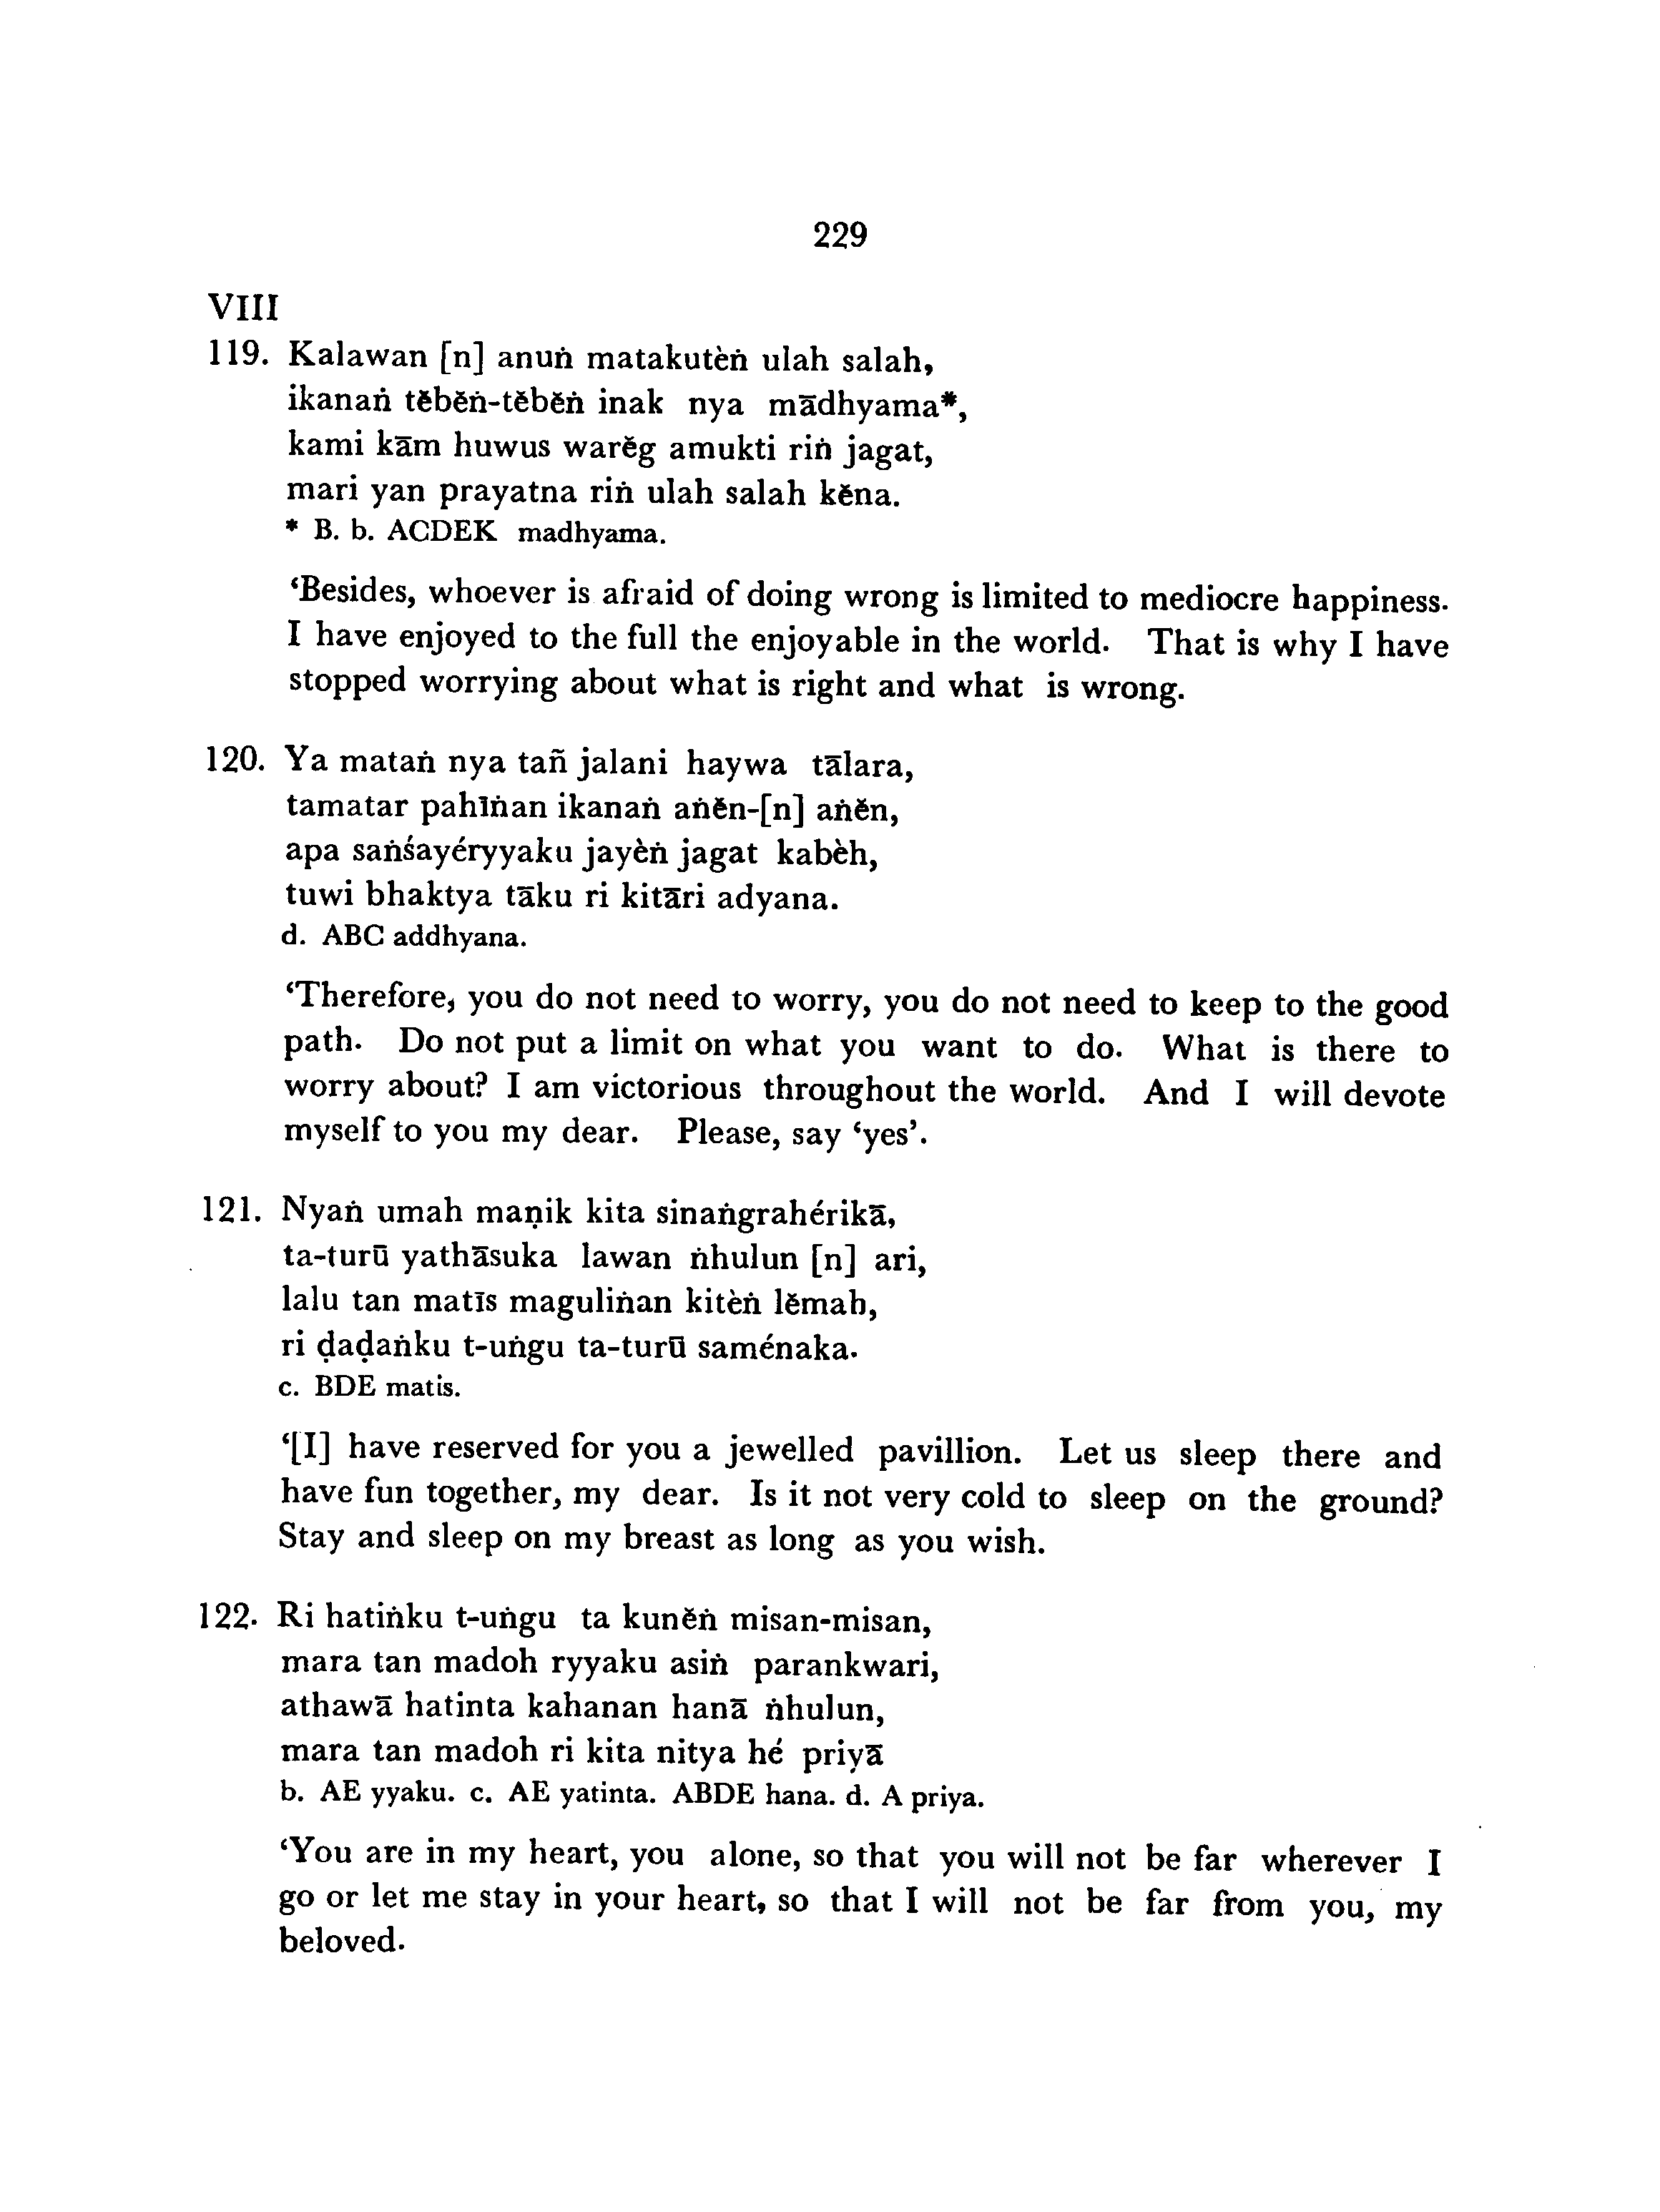 229
VIII
119. Kalawan [n] anuṅ matakutèṅ ulah salah,
ikanaṅ tĕbĕṅ-tĕbĕṅ inak nya mādhyama*,
kami kām huwus warĕg amukti riṅ jagat,
mari yan prayatna riṅ ulah salah kĕna.
* B. b. ACDEK madhyama.
‘Besides, whoever is afraid of doing wrong is limited to mediocre happiness.
I have enjoyed to the full the enjoyable in the world. That is why I have
stopped worrying about what is right and what is wrong.
120. Ya mataṅ nya tañ jalani haywa tālara,
tamatar pahīṅan ikanaṅ aṅĕn-[n] aṅĕn,
apa saṅśayéryyaku jayèṅ jagat kabèh,
tuwi bhaktya tāku ri kitāri adyana.
d. ABC addhyana.
‘Therefore, you do not need to worry, you do not need to keep to the good
path. Do not put a limit on what you want to do. What is there to
worry about? I am victorious throughout the world. And I will devote
myself to you my dear. Please, say ‘yes’.
121. Nyaṅ umah maṇik kita sinaṅgrahérikā,
ta-turū yathāsuka lawan ṅhulun [n] ari,
lalu tan matīs maguliṅan kitèṅ lĕmah,
ri ḍaḍaṅku t-uṅgu ta-turū saménaka.
c. BDE matis.
‘[I] have reserved for you a jewelled pavillion. Let us sleep there and
have fun together, my dear. Is it not very cold to sleep on the ground?
Stay and sleep on my breast as long as you wish.
122. Ri hatiṅku t-uṅgu ta kunĕṅ misan-misan,
mara tan madoh ryyaku asiṅ parankwari,
athawā hatinta kahanan hanā ṅhulun,
mara tan madoh ri kita nitya hé priyā
b. AE yyaku. c. AE yatinta. ABDE hana. d. A priya.
‘You are in my heart, you alone, so that you will not be far wherever I
go or let me stay in your heart, so that I will not be far from you, my
beloved.